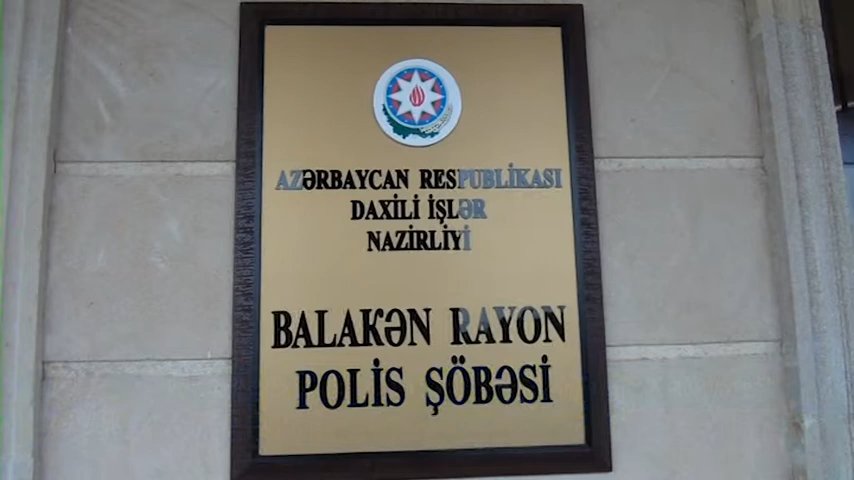 AZƏRBAYCAN RESPUBLİKASI
DAXİLİ İŞLƏR
NAZİRLİYİ
BALAKƏN RAYON
POLİS ŞÖBƏSİ